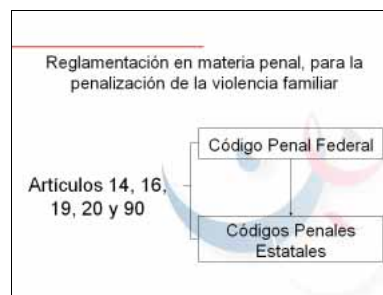 Reglamentación en materia penal, para la
penalización de la violencia familiar
Código Penal Federal
Artículos 14, 16,
19, 20 y 90
Códigos Penales
Estatales